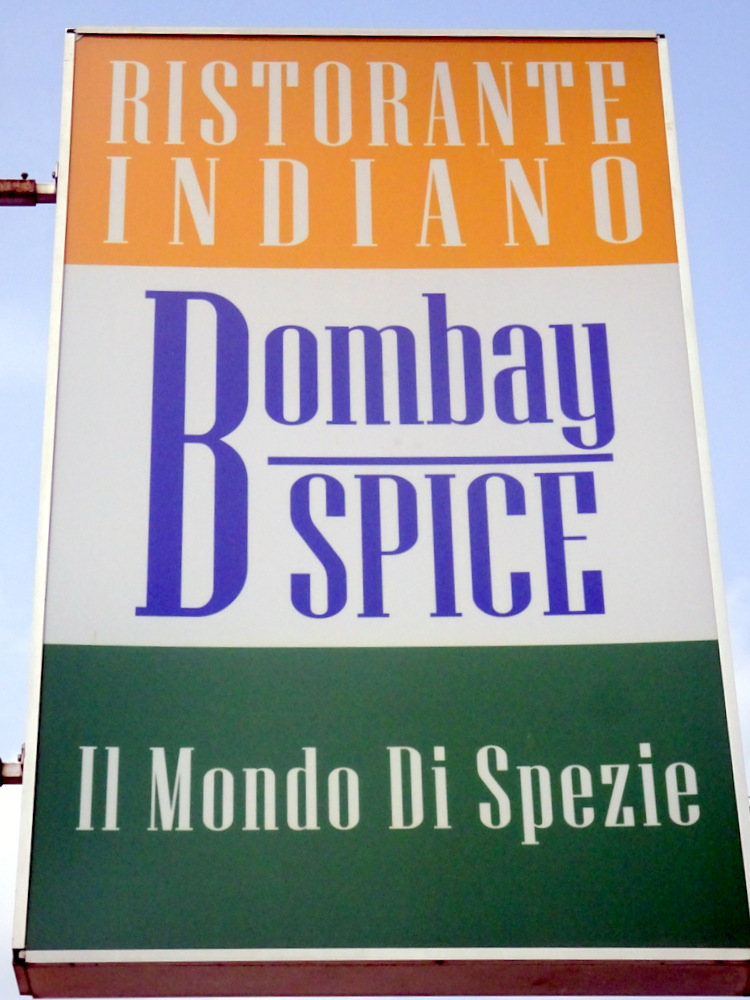 RISTORANTE
INDIANO
Bombay
SPICE
Il Mondo Di Spezie